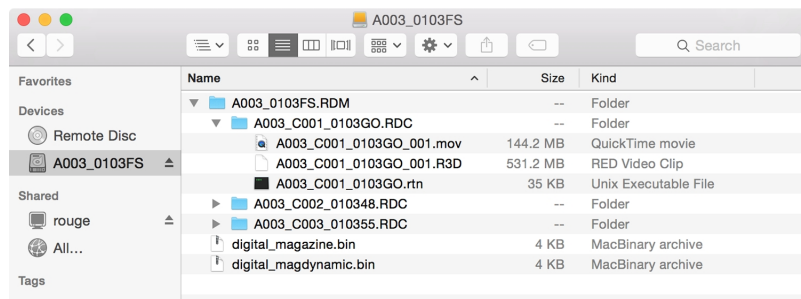 A003_0103FS
Search
Favorites
Devices
Remote Disc
A003_0103FS
Shared
rouge
All...
Tags
Name Size Kind
A003_0103FS.RDM -- Folder
A003_C001_0103GO.RDC -- Folder
A003_C001_0103GO_001.mov 144.2 MB QuickTime movie
A003_C001_0103GO_001.R3D 531.2 MB RED Video Clip
A003_C001_0103GO.rtn 35 KB Unix Executable File
A003_C002_010348.RDC -- Folder
A003_C003_010355.RDC -- Folder
digital_magazine.bin 4 KB MacBinary archive
digital_magdynamic.bin 4 KB MacBinary archive